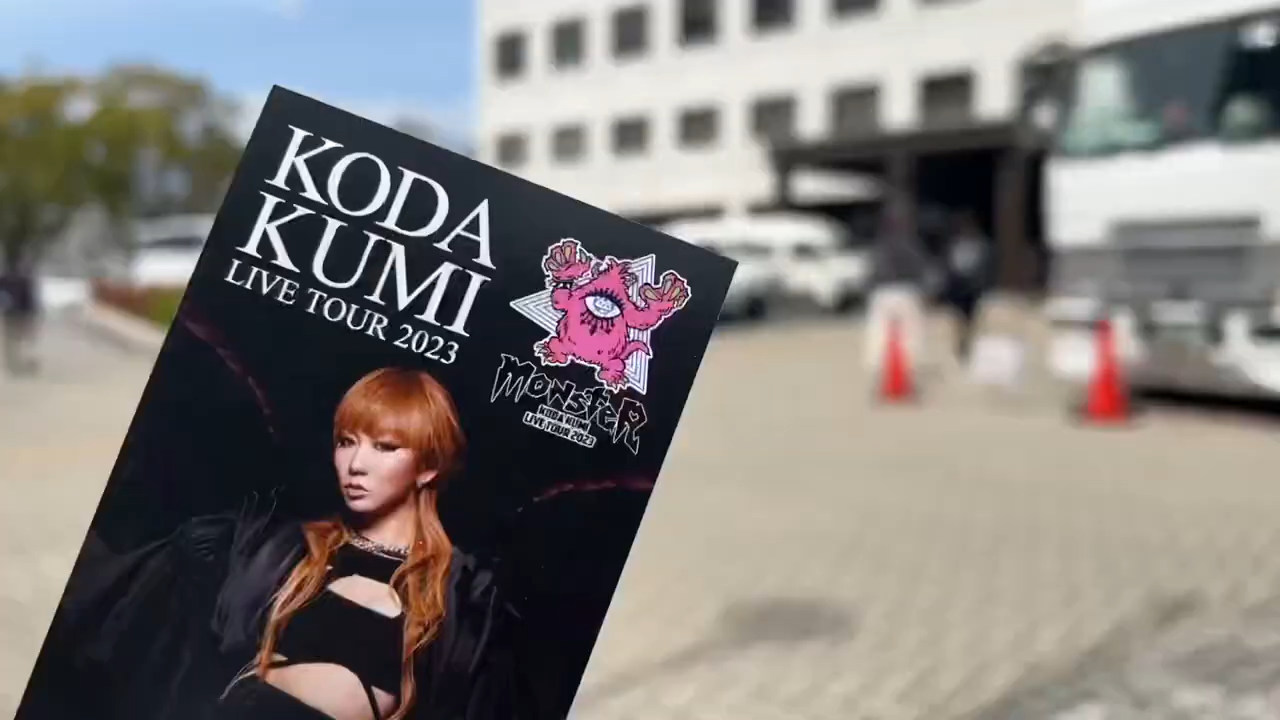 KODA
KUMI
LIVE TOUR 2023
MONSTER
KODA KUMI
LIVE TOUR 2023